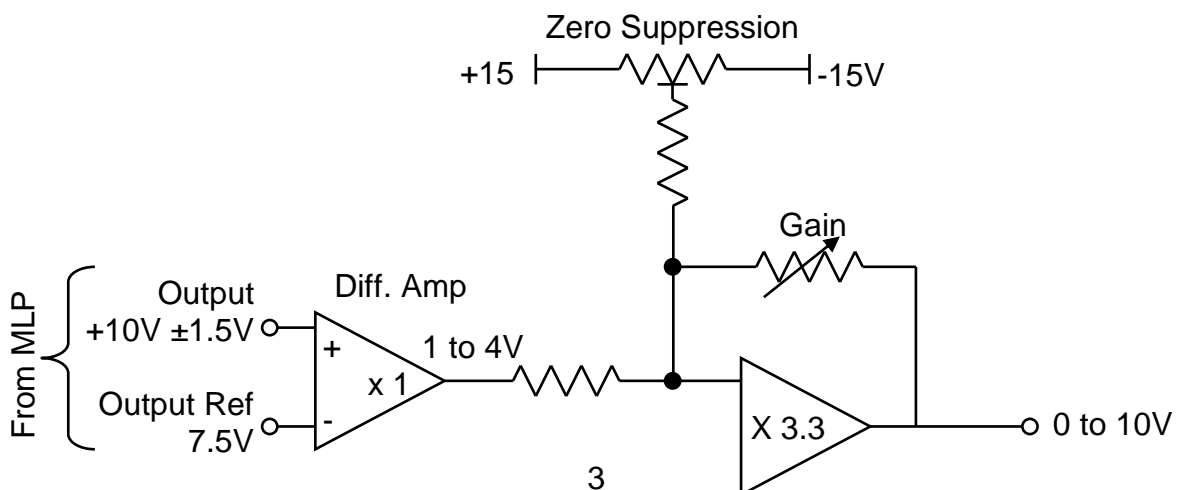 Zero Suppression
+15
-15V
Gain
From MLP
Output
+10V ±1.5V
Output Ref
7.5V
Diff. Amp
+
x 1
-
1 to 4V
X 3.3
0 to 10V
3